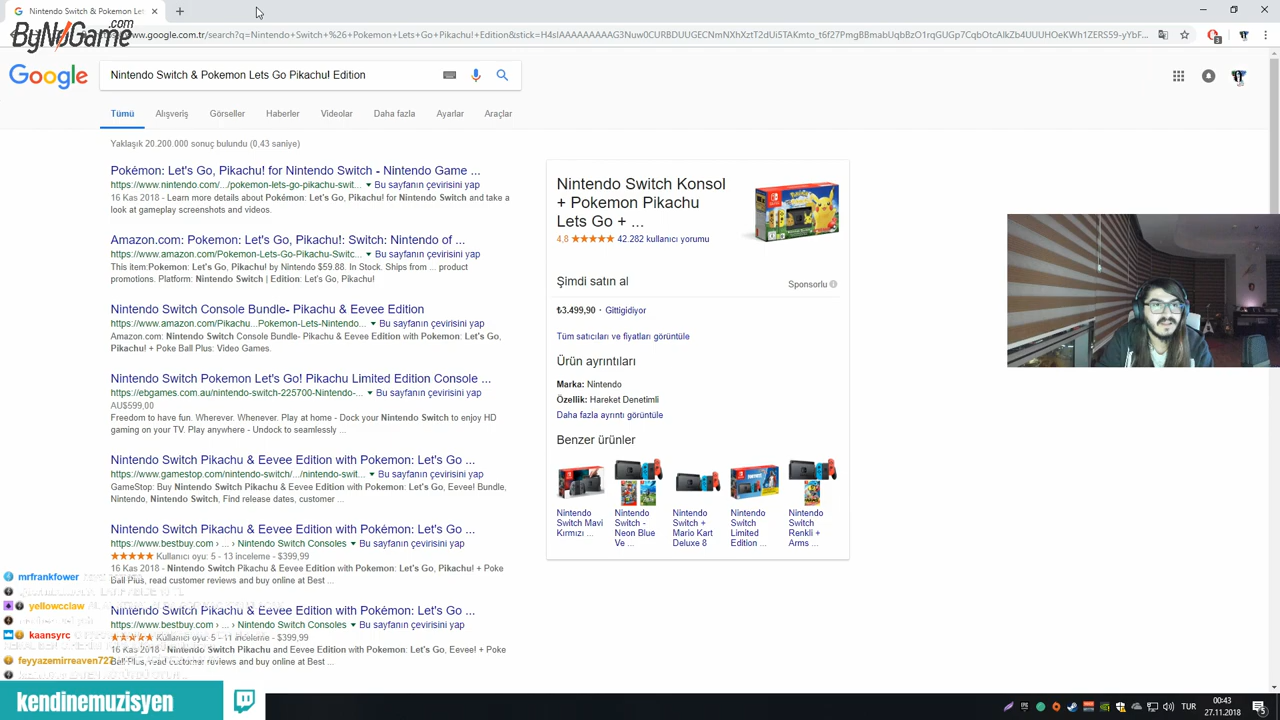 Nintendo Switch & Pokemon Lets
ByNoGame.com
www.google.com.tr/search?q=Nintendo+Switch+%26+Pokemon+Lets+Go+Pikachu!+Edition&stick=
Google
Nintendo Switch & Pokemon Lets Go Pikachu! Edition
Tümü Alışveriş Görseller Haberler Videolar Daha fazla Ayarlar Araçlar
Yaklaşık 20.200.000 sonuç bulundu (0,43 saniye)
Pokémon: Let's Go, Pikachu! for Nintendo Switch - Nintendo Game ...
https://www.nintendo.com/.../pokemon-lets-go-pikachu-swit... Bu sayfanın çevirisini yap
16 Kas 2018 - Learn more details about Pokémon: Let's Go, Pikachu! for Nintendo Switch and take a
look at gameplay screenshots and videos.
Amazon.com: Pokemon: Let's Go, Pikachu!: Switch: Nintendo of ...
https://www.amazon.com/Pokemon-Lets-Go-Pikachu-Switc... Bu sayfanın çevirisini yap
This item:Pokemon: Let's Go, Pikachu! by Nintendo $59.88. In Stock. Ships from ... product
promotions. Platform: Nintendo Switch | Edition: Let's Go, Pikachu!
Nintendo Switch Console Bundle- Pikachu & Eevee Edition
https://www.amazon.com/Pikachu...Pokemon-Lets-Nintendo... Bu sayfanın çevirisini yap
Amazon.com: Nintendo Switch Console Bundle- Pikachu & Eevee Edition with Pokemon: Let's Go,
Pikachu! + Poke Ball Plus: Video Games.
Nintendo Switch Pokemon Let's Go! Pikachu Limited Edition Console ...
https://ebgames.com.au/nintendo-switch-225700-Nintendo-... Bu sayfanın çevirisini yap
AU$599,00
Freedom to have fun. Wherever. Whenever. Play at home - Dock your Nintendo Switch to enjoy HD
gaming on your TV. Play anywhere - Undock to seamlessly ...
Nintendo Switch Pikachu & Eevee Edition with Pokemon: Let's Go ...
https://www.gamestop.com/nintendo-switch/.../nintendo-swit... Bu sayfanın çevirisini yap
GameStop: Buy Nintendo Switch Pikachu & Eevee Edition with Pokemon: Let's Go, Eevee! Bundle,
Nintendo, Nintendo Switch, Find release dates, customer ...
Nintendo Switch Pikachu & Eevee Edition with Pokémon: Let's Go ...
https://www.bestbuy.com › ... › Nintendo Switch Consoles Bu sayfanın çevirisini yap
Kullanıcı oyu: 5 - 13 inceleme - $399,99
16 Kas 2018 - Nintendo Switch Pikachu & Eevee Edition with Pokemon: Let's Go, Pikachu! + Poke
Ball Plus, read customer reviews and buy online at Best ...
Nintendo Switch Pikachu & Eevee Edition with Pokémon: Let's Go ...
https://www.bestbuy.com › ... › Nintendo Switch Consoles Bu sayfanın çevirisini yap
Kullanıcı oyu: 5 - 11 inceleme - $399,99
16 Kas 2018 - Nintendo Switch Pikachu and Eevee Edition with Pokemon: Let's Go, Eevee! + Poke
Ball Plus, read customer reviews and buy online at Best ...
Nintendo Switch Konsol
+ Pokemon Pikachu
Lets Go + ...
4,8 42.282 kullanıcı yorumu
Şimdi satın al Sponsorlu
₺3.499,90 · Gittigidiyor
Tüm satıcıları ve fiyatları görüntüle
Ürün ayrıntıları
Marka: Nintendo
Özellik: Hareket Denetimli
Daha fazla ayrıntı görüntüle
Benzer ürünler
Nintendo Switch Mavi Kırmızı ...
Nintendo Switch - Neon Blue Ve ...
Nintendo Switch + Mario Kart Deluxe 8
Nintendo Switch Limited Edition ...
Nintendo Switch Renkli + Arms ...
mrfrankfower
yellowcclaw
kaansyrc
feyyazemirreaven727
kendinemuzisyen
TUR
00:43
27.11.2018